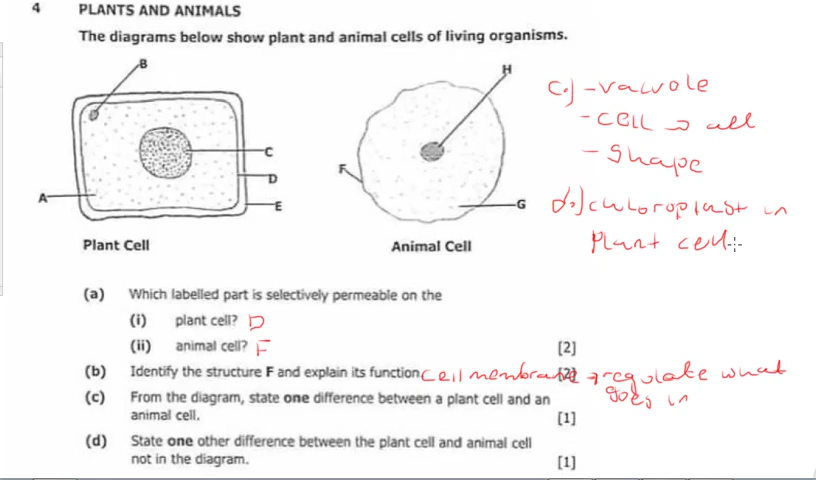 4 PLANTS AND ANIMALS
The diagrams below show plant and animal cells of living organisms.
B
H
C
D
E
A
F
G
Plant Cell
Animal Cell
c.) - vacuole
- cell wall
- shape
d.) chloroplast in
plant cell
(a) Which labelled part is selectively permeable on the
(i) plant cell? D
(ii) animal cell? F [2]
(b) Identify the structure F and explain its function cell membrane → regulate what [2]
goes in
(c) From the diagram, state one difference between a plant cell and an
animal cell. [1]
(d) State one other difference between the plant cell and animal cell
not in the diagram. [1]